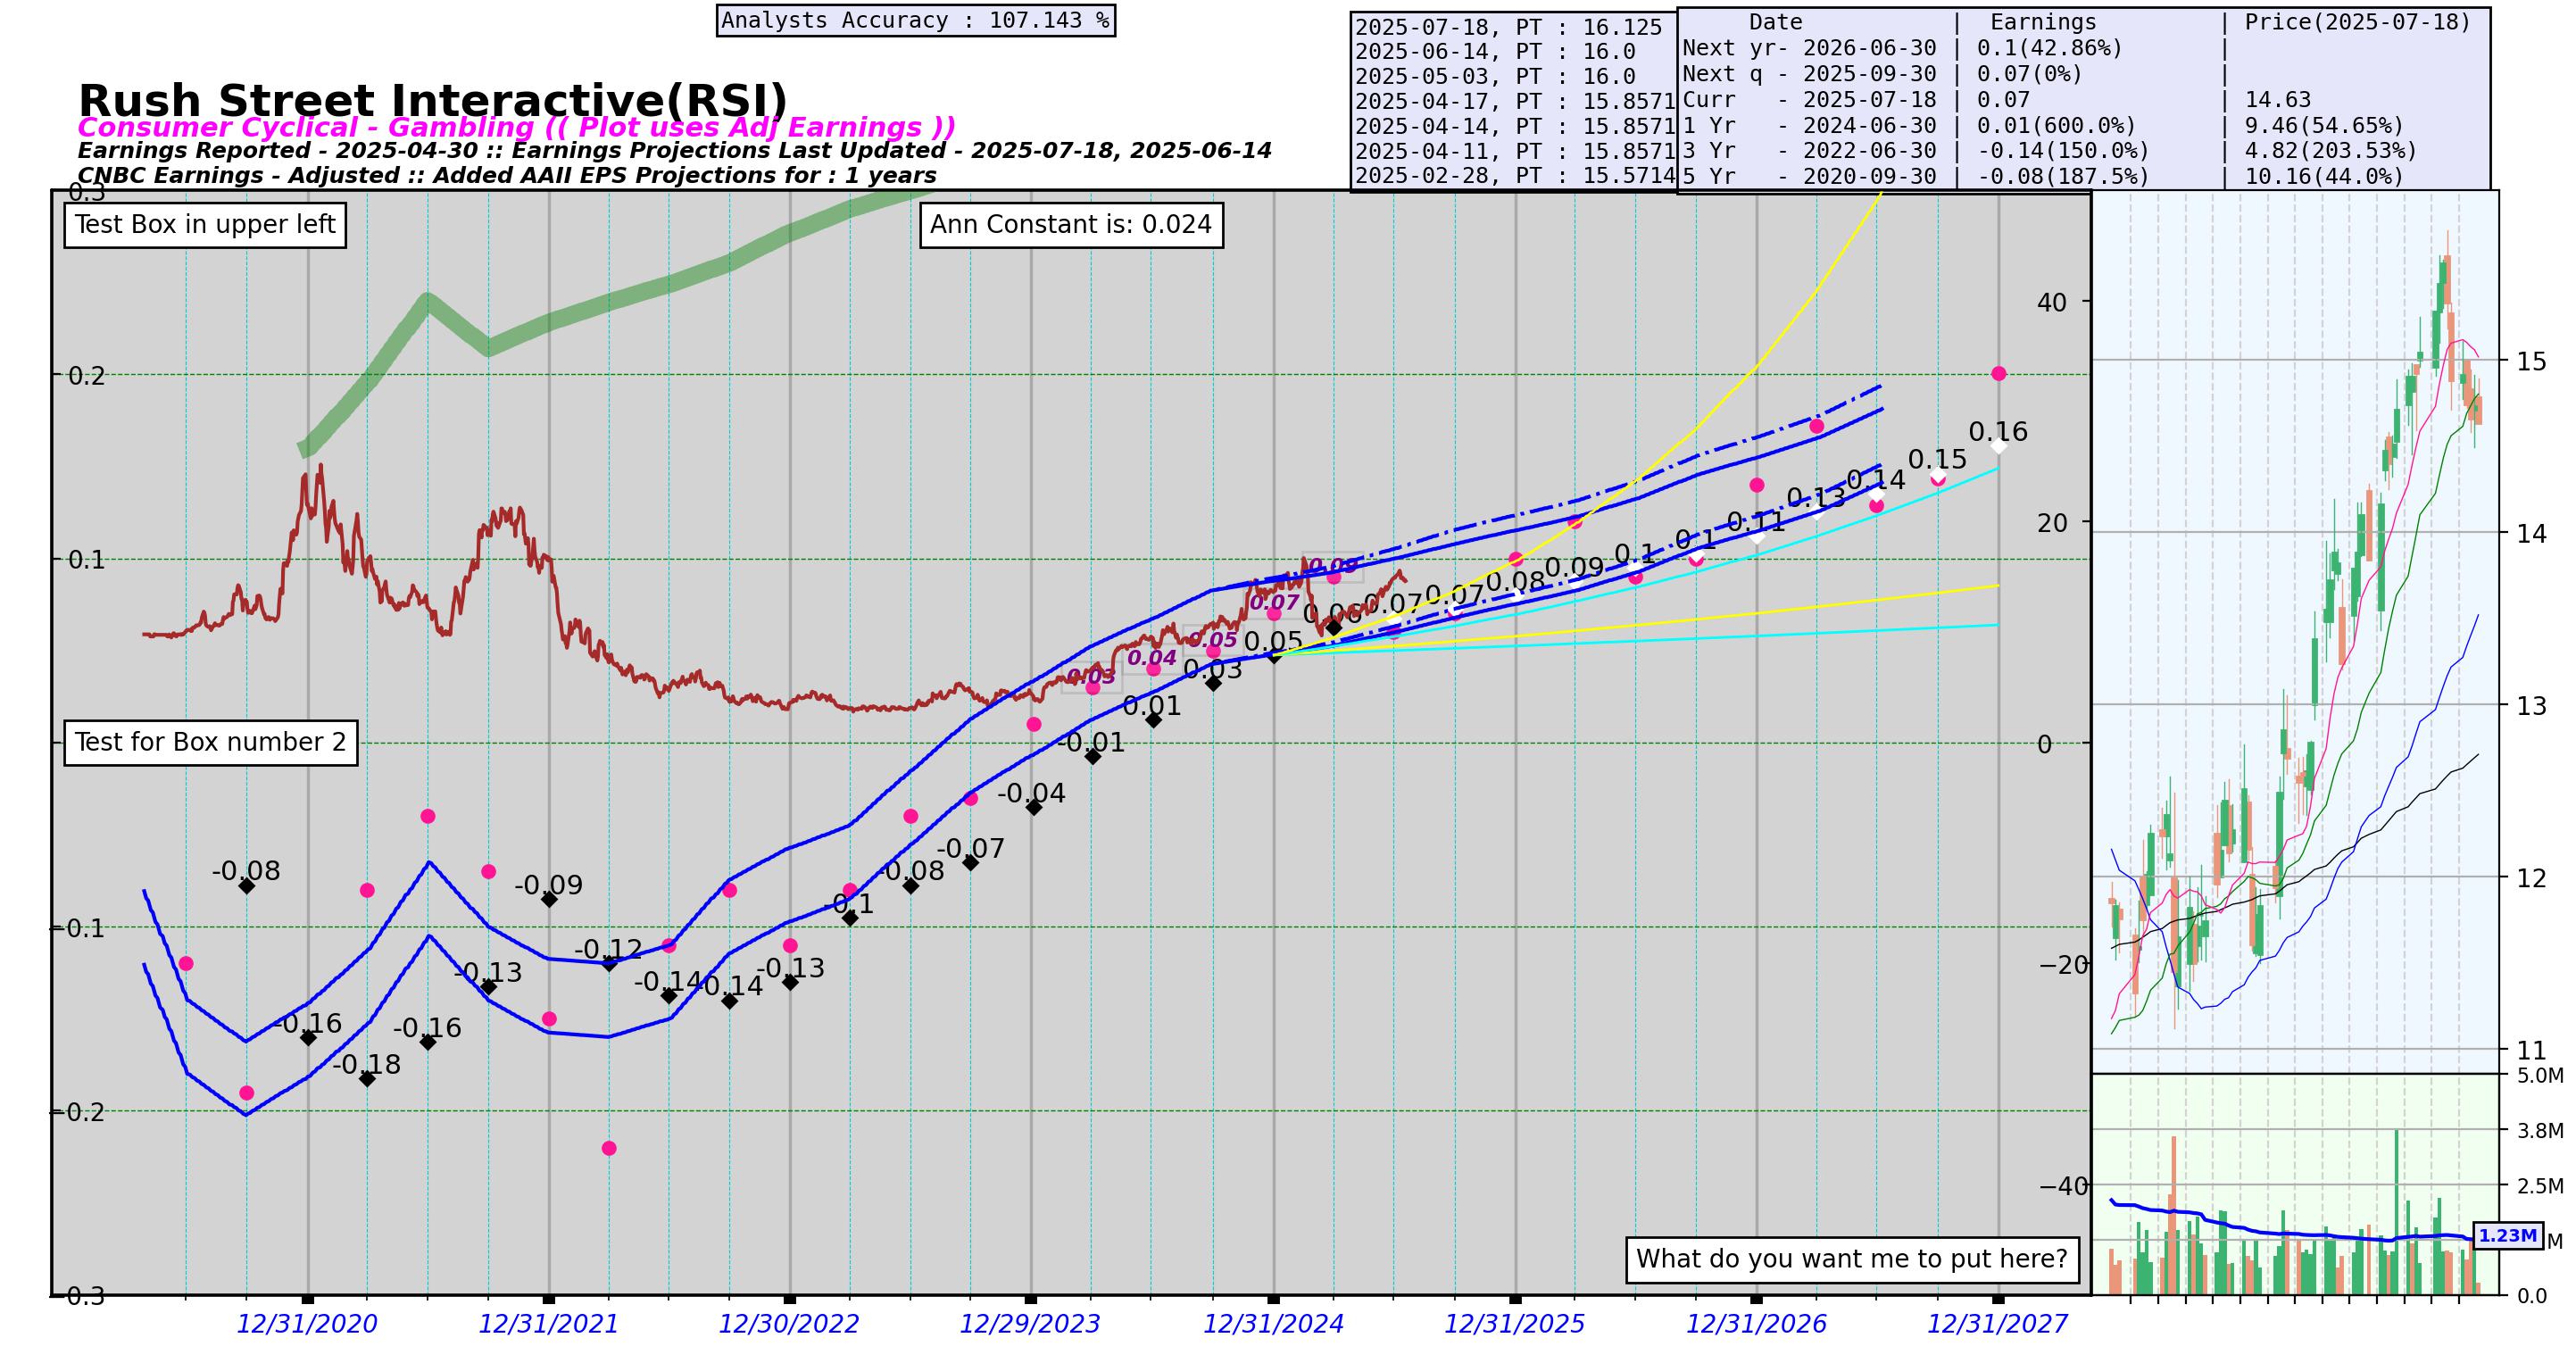 Analysts Accuracy : 107.143 %
2025-07-18, PT : 16.125
2025-06-14, PT : 16.0
2025-05-03, PT : 16.0
2025-04-17, PT : 15.8571
2025-04-14, PT : 15.8571
2025-04-11, PT : 15.8571
2025-02-28, PT : 15.5714
Date | Earnings | Price(2025-07-18)
Next yr- 2026-06-30 | 0.1(42.86%) |
Next q - 2025-09-30 | 0.07(0%) |
Curr - 2025-07-18 | 0.07 | 14.63
1 Yr - 2024-06-30 | 0.01(600.0%) | 9.46(54.65%)
3 Yr - 2022-06-30 | -0.14(150.0%) | 4.82(203.53%)
5 Yr - 2020-09-30 | -0.08(187.5%) | 10.16(44.0%)
Rush Street Interactive(RSI)
Consumer Cyclical - Gambling (( Plot uses Adj Earnings ))
Earnings Reported - 2025-04-30 :: Earnings Projections Last Updated - 2025-07-18, 2025-06-14
CNBC Earnings - Adjusted :: Added AAII EPS Projections for : 1 years
Test Box in upper left
Ann Constant is: 0.024
Test for Box number 2
What do you want me to put here?
0.3
0.2
0.1
-0.1
-0.2
-0.3
-0.08
-0.16
-0.18
-0.16
-0.13
-0.09
-0.12
-0.14
-0.14
-0.13
-0.1
-0.08
-0.07
-0.04
-0.01
0.01
0.03
0.05
0.06
0.07
0.07
0.08
0.09
0.1
0.1
0.11
0.13
0.14
0.15
0.16
0.03
0.04
0.05
0.07
0.09
40
20
0
−20
−40
15
14
13
12
11
5.0M
3.8M
2.5M
1.23M
M
0.0
12/31/2020
12/31/2021
12/30/2022
12/29/2023
12/31/2024
12/31/2025
12/31/2026
12/31/2027